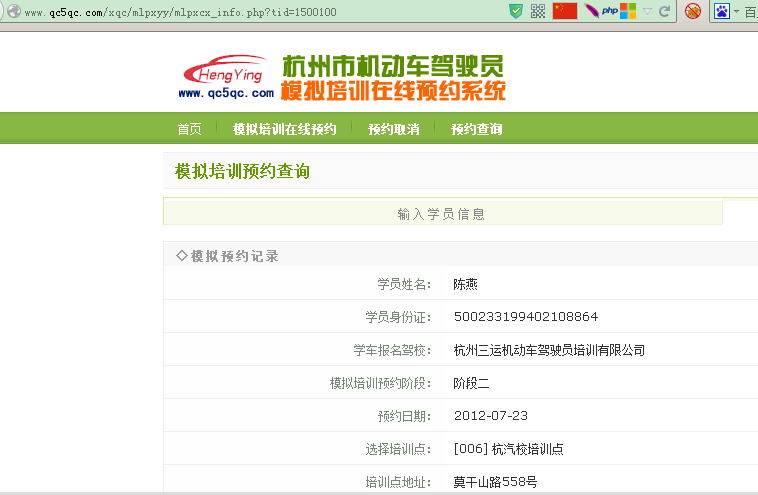 www.qc5qc.com/xqc/mlpxyy/mlpxcx_info.php?tid=1500100
php
百
HengYing
www.qc5qc.com
杭州市机动车驾驶员
模拟培训在线预约系统
首页 模拟培训在线预约 预约取消 预约查询
模拟培训预约查询
输入学员信息
◇模拟预约记录
学员姓名： 陈燕
学员身份证： 500233199402108864
学车报名驾校： 杭州三运机动车驾驶员培训有限公司
模拟培训预约阶段： 阶段二
预约日期： 2012-07-23
选择培训点： [006] 杭汽校培训点
培训点地址： 莫干山路558号